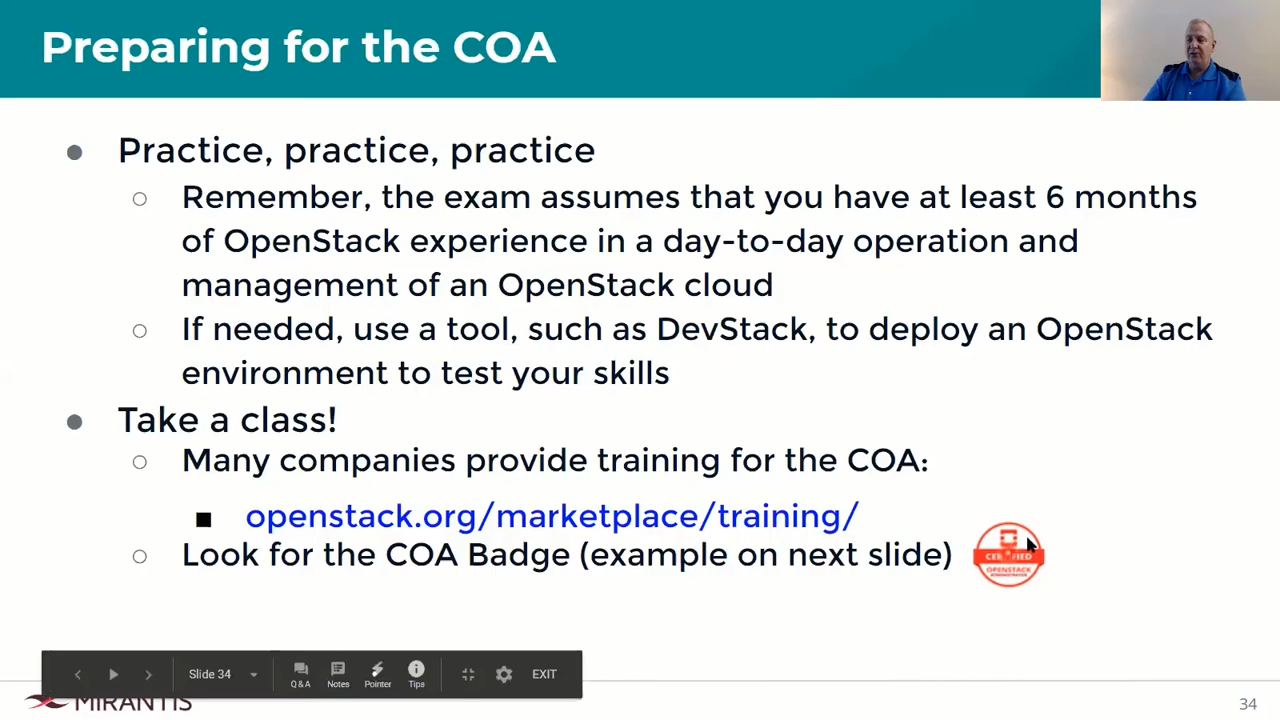 Preparing for the COA
Practice, practice, practice
Remember, the exam assumes that you have at least 6 months
of OpenStack experience in a day-to-day operation and
management of an OpenStack cloud
If needed, use a tool, such as DevStack, to deploy an OpenStack
environment to test your skills
Take a class!
Many companies provide training for the COA:
openstack.org/marketplace/training/
Look for the COA Badge (example on next slide)
CERTIFIED
OPENSTACK
ADMINISTRATOR
Slide 34
Q&A
Notes
Pointer
Tips
EXIT
MIRANTIS
34